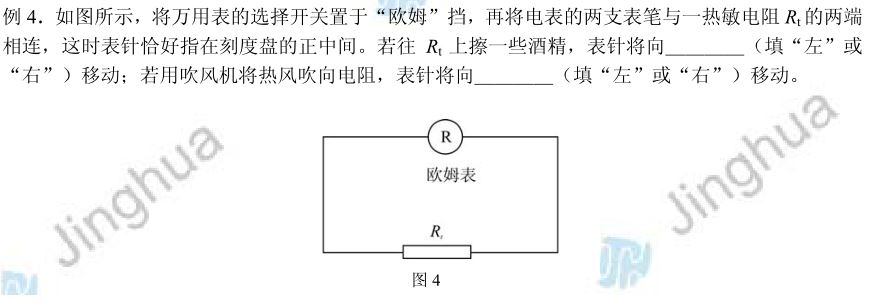 例 4．如图所示，将万用表的选择开关置于“欧姆”挡，再将电表的两支表笔与一热敏电阻 Rt 的两端
相连，这时表针恰好指在刻度盘的正中间。若往 Rt 上擦一些酒精，表针将向________（填“左”或
“右”）移动；若用吹风机将热风吹向电阻，表针将向________（填“左”或“右”）移动。
Jinghua
Jinghua
R
欧姆表
Rt
图 4